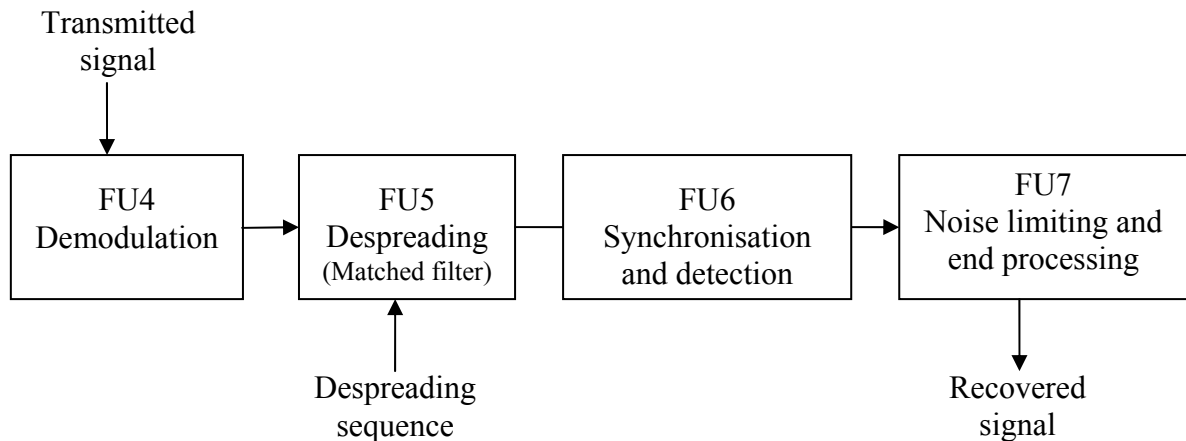 Transmitted
signal
FU4
Demodulation
FU5
Despreading
(Matched filter)
FU6
Synchronisation
and detection
FU7
Noise limiting and
end processing
Despreading
sequence
Recovered
signal